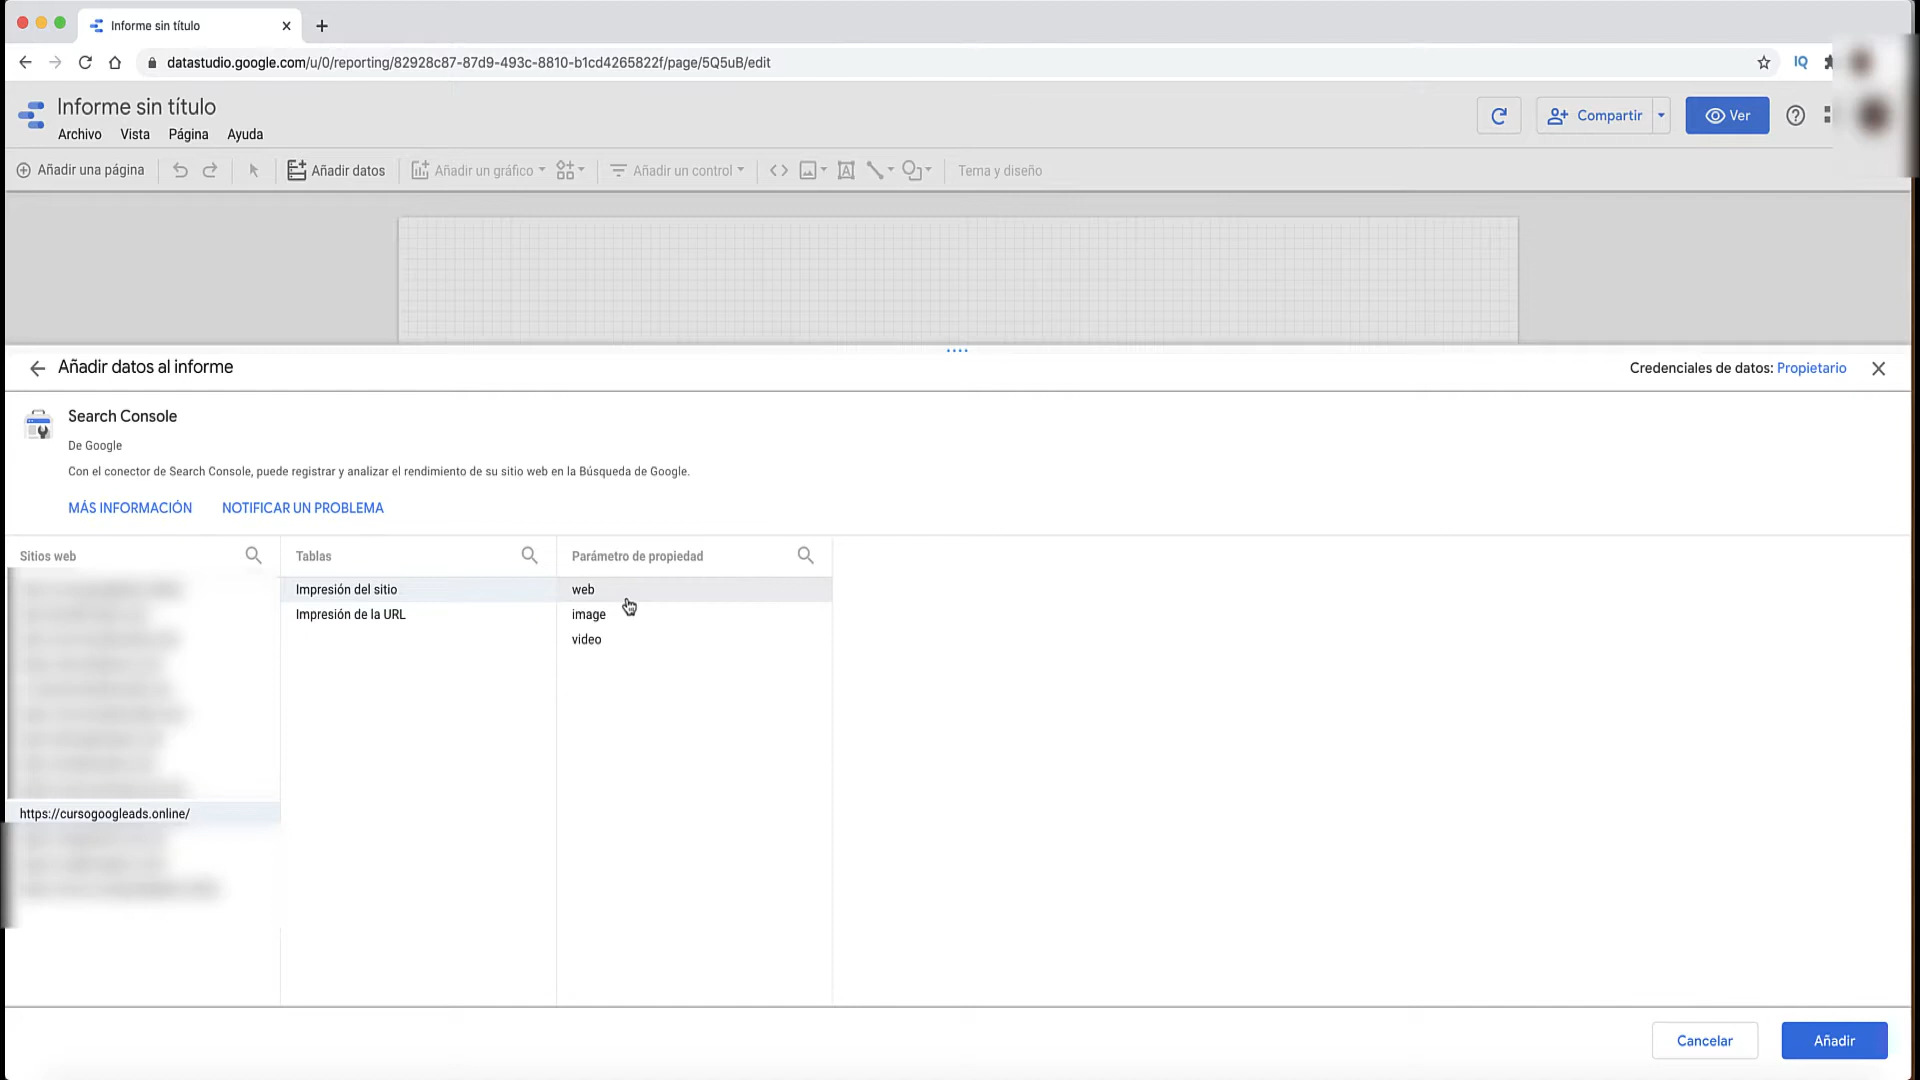 Informe sin título
datastudio.google.com/u/0/reporting/82928c87-87d9-493c-8810-b1cd4265822f/page/5Q5uB/edit
IQ
Informe sin título
Archivo Vista Página Ayuda
Compartir
Ver
Añadir una página
Añadir datos
Añadir un gráfico
Añadir un control
Tema y diseño
Añadir datos al informe
Credenciales de datos: Propietario
Search Console
De Google
Con el conector de Search Console, puede registrar y analizar el rendimiento de su sitio web en la Búsqueda de Google.
MÁS INFORMACIÓN NOTIFICAR UN PROBLEMA
Sitios web
Tablas
Parámetro de propiedad
Impresión del sitio
web
Impresión de la URL
image
video
https://cursogoogleads.online/
Cancelar
Añadir